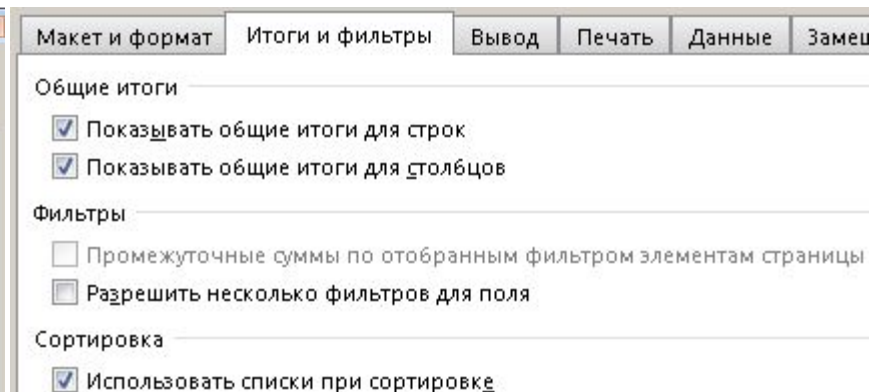 Макет и формат Итоги и фильтры Вывод Печать Данные Замещ
Общие итоги
Показывать общие итоги для строк
Показывать общие итоги для столбцов
Фильтры
Промежуточные суммы по отобранным фильтром элементам страницы
Разрешить несколько фильтров для поля
Сортировка
Использовать списки при сортировке